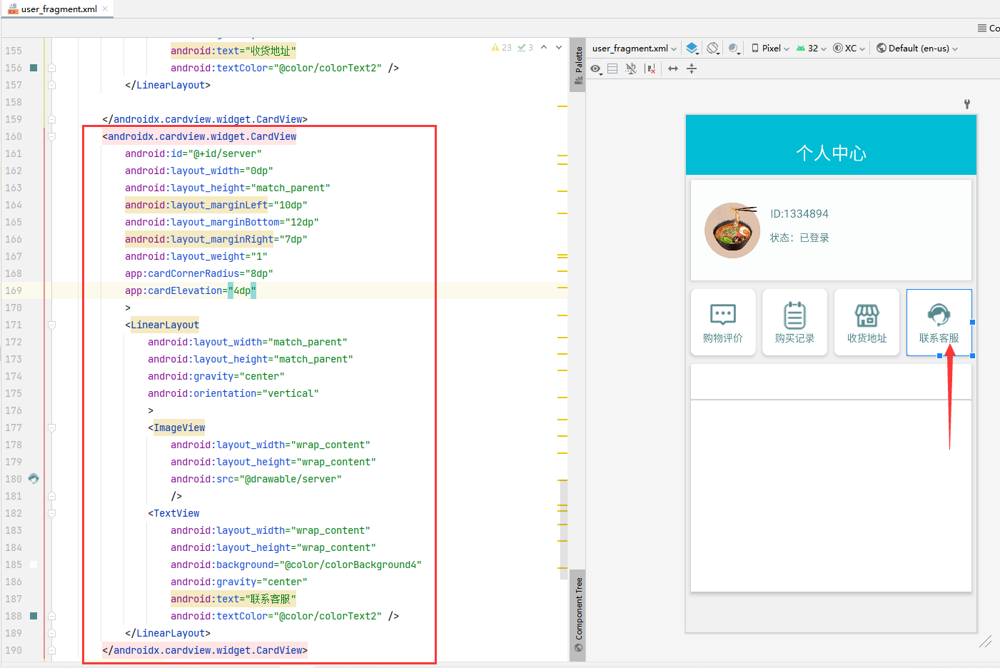 user_fragment.xml
Co
155 android:text="收货地址"
156 android:textColor="@color/colorText2" />
157 </LinearLayout>
158
159 </androidx.cardview.widget.CardView>
160 <androidx.cardview.widget.CardView
161 android:id="@+id/server"
162 android:layout_width="0dp"
163 android:layout_height="match_parent"
164 android:layout_marginLeft="10dp"
165 android:layout_marginBottom="12dp"
166 android:layout_marginRight="7dp"
167 android:layout_weight="1"
168 app:cardCornerRadius="8dp"
169 app:cardElevation="4dp"
170 >
171 <LinearLayout
172 android:layout_width="match_parent"
173 android:layout_height="match_parent"
174 android:gravity="center"
175 android:orientation="vertical"
176 >
177 <ImageView
178 android:layout_width="wrap_content"
179 android:layout_height="wrap_content"
180 android:src="@drawable/server"
181 />
182 <TextView
183 android:layout_width="wrap_content"
184 android:layout_height="wrap_content"
185 android:background="@color/colorBackground4"
186 android:gravity="center"
187 android:text="联系客服"
188 android:textColor="@color/colorText2" />
189 </LinearLayout>
190 </androidx.cardview.widget.CardView>
23 3
Palette
Component Tree
user_fragment.xml Pixel 32 XC Default (en-us)
个人中心
ID:1334894
状态：已登录
购物评价 购买记录 收货地址 联系客服